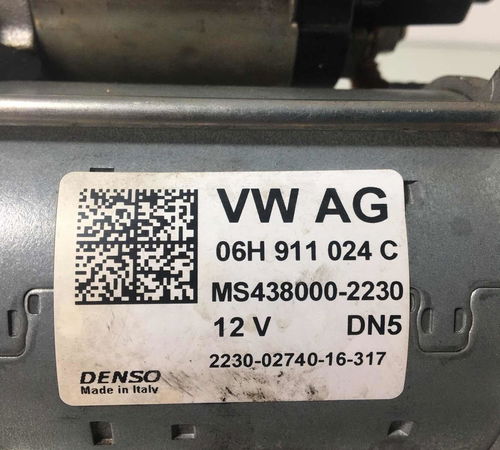 VW AG
06H 911 024 C
MS438000-2230
12 V DN5
2230-02740-16-317
DENSO
Made in Italy